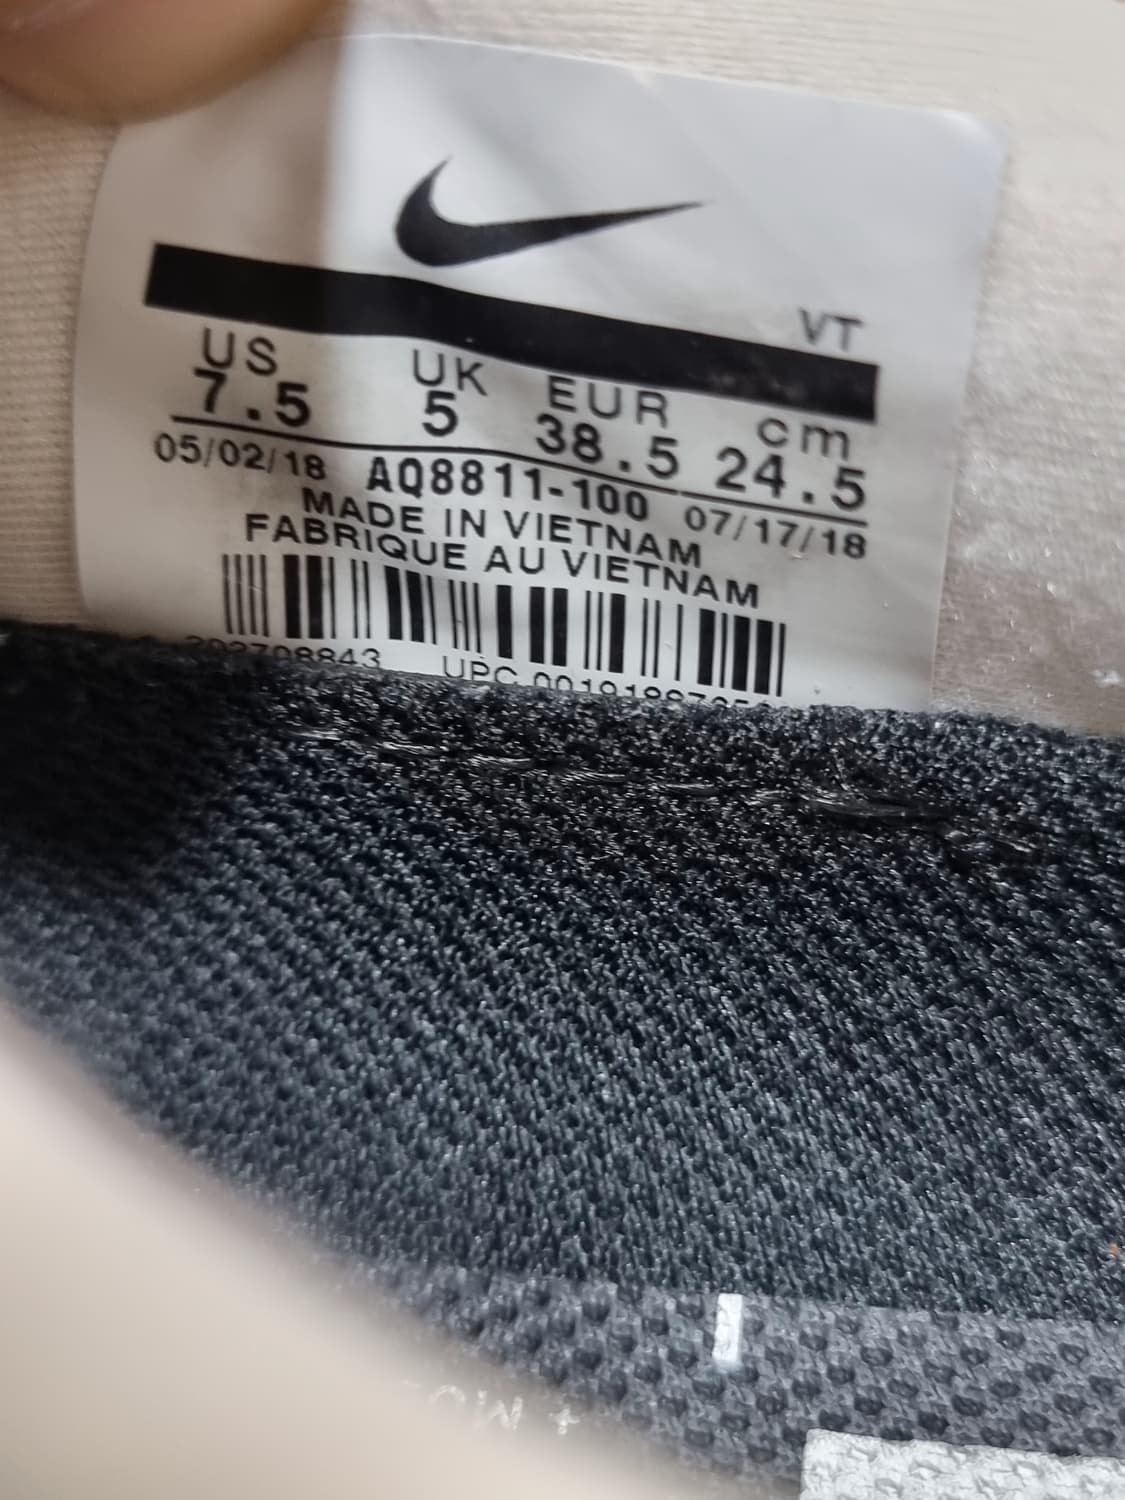 VT
US UK EUR cm
7.5 5 38.5 24.5
05/02/18 AQ8811-100 07/17/18
MADE IN VIETNAM
FABRIQUE AU VIETNAM
UPC